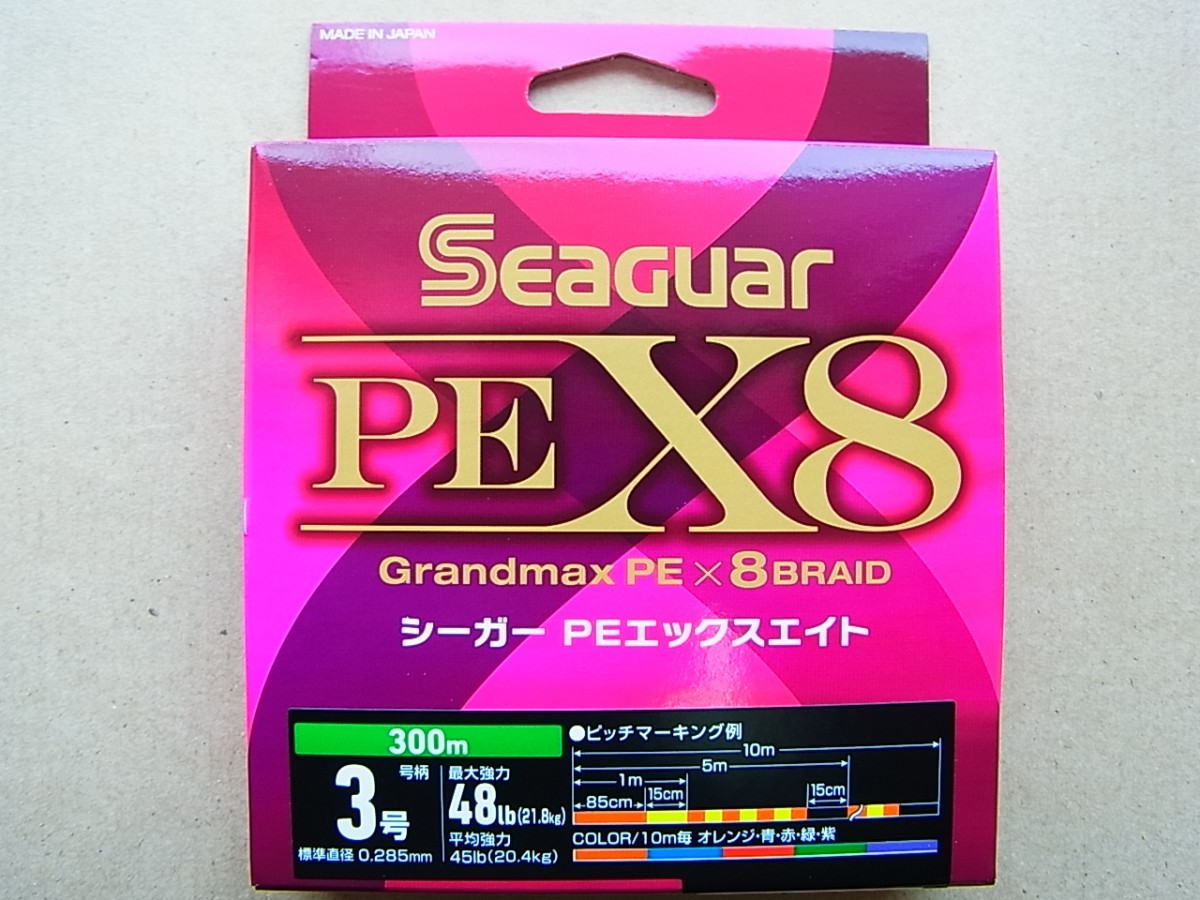 MADE IN JAPAN
Seaguar
PE X8
Grandmax PE × 8 BRAID
シーガー PEエックスエイト
300m
号柄
3号
標準直径 0.285mm
最大強力
48lb(21.8kg)
平均強力
45lb(20.4kg)
●ピッチマーキング例
10m
5m
1m
85cm
15cm
15cm
COLOR/10m毎 オレンジ・青・赤・緑・紫